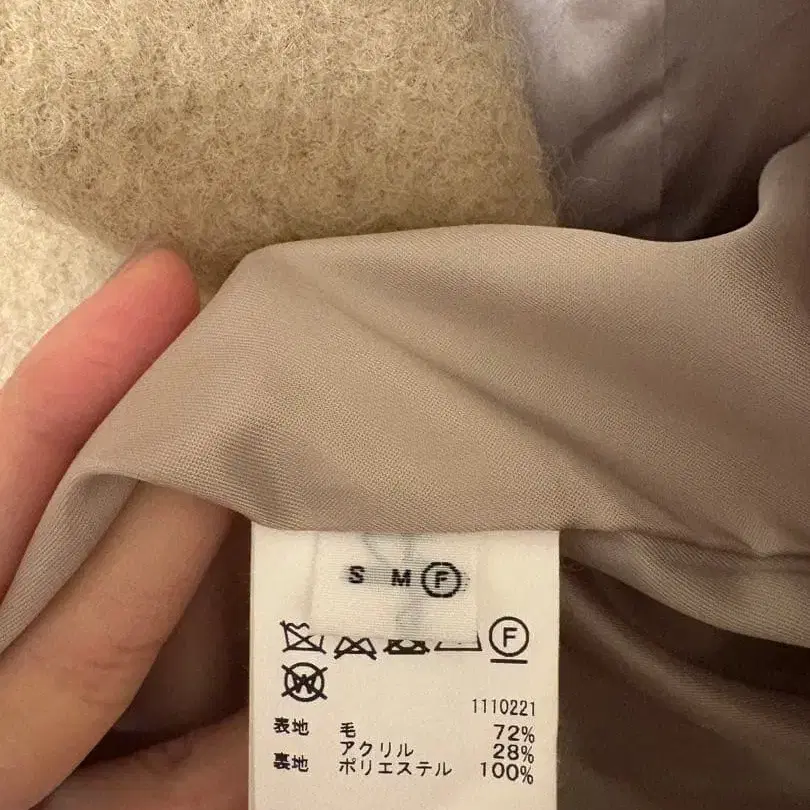 S M F
F
W
1110221
表地 毛 72%
アクリル 28%
裏地 ポリエステル 100%